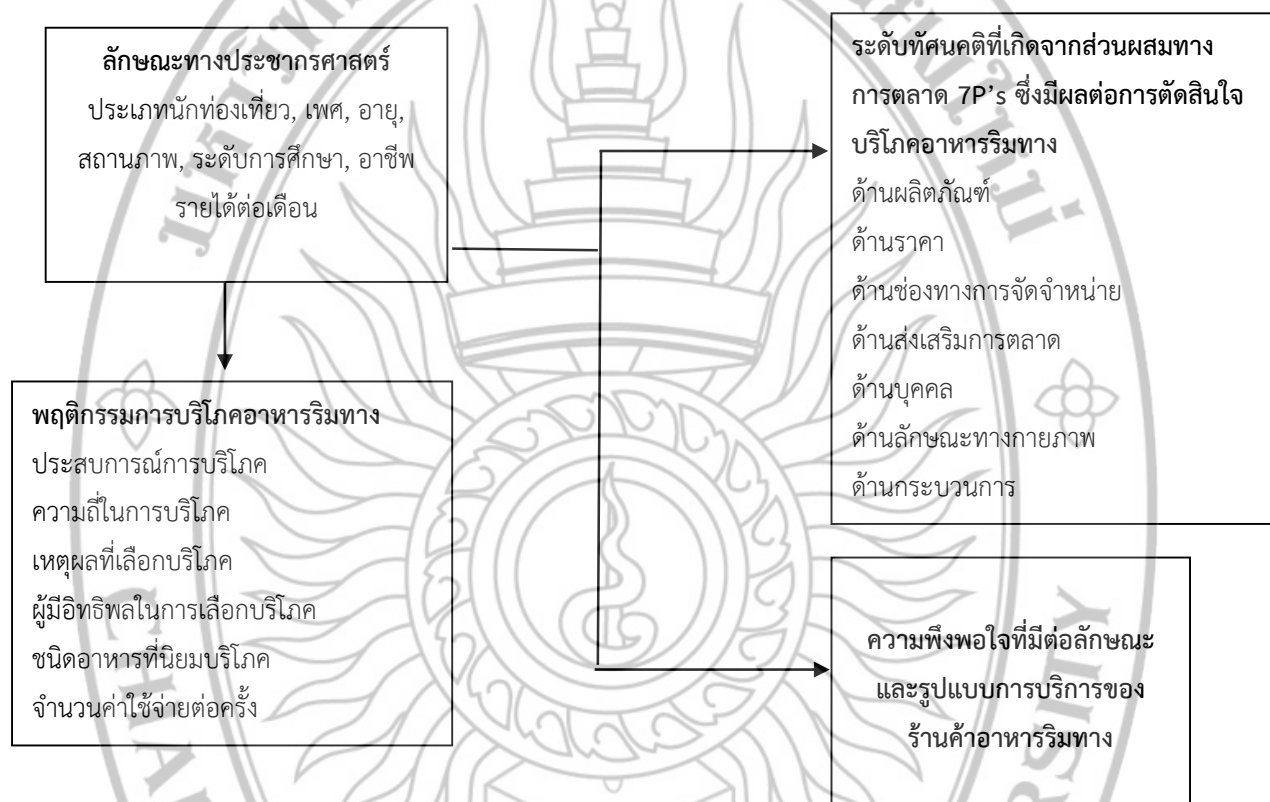 ลักษณะทางประชากรศาสตร์
ประเภทนักท่องเที่ยว, เพศ, อายุ,
สถานภาพ, ระดับการศึกษา, อาชีพ
รายได้ต่อเดือน
พฤติกรรมการบริโภคอาหารริมทาง
ประสบการณ์การบริโภค
ความถี่ในการบริโภค
เหตุผลที่เลือกบริโภค
ผู้มีอิทธิพลในการเลือกบริโภค
ชนิดอาหารที่นิยมบริโภค
จำนวนค่าใช้จ่ายต่อครั้ง
ระดับทัศนคติที่เกิดจากส่วนผสมทาง
การตลาด 7P's ซึ่งมีผลต่อการตัดสินใจ
บริโภคอาหารริมทาง
ด้านผลิตภัณฑ์
ด้านราคา
ด้านช่องทางการจัดจำหน่าย
ด้านส่งเสริมการตลาด
ด้านบุคคล
ด้านลักษณะทางกายภาพ
ด้านกระบวนการ
ความพึงพอใจที่มีต่อลักษณะ
และรูปแบบการบริการของ
ร้านค้าอาหารริมทาง